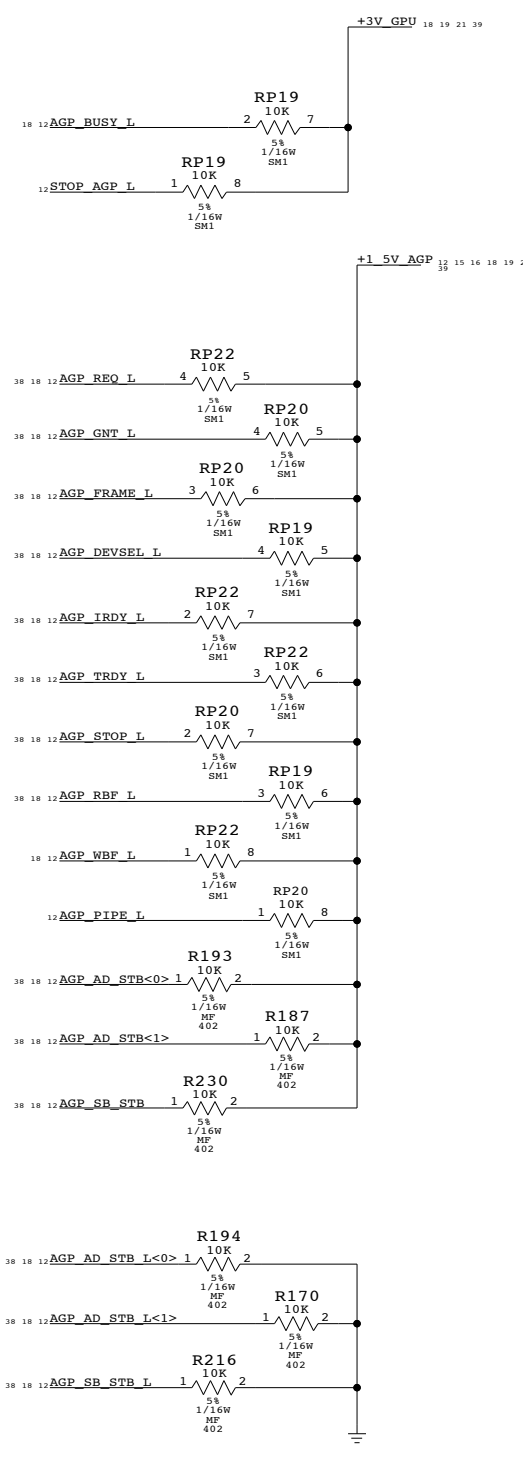 +3V_GPU 18 19 21 39
RP19
10K
18 12 AGP_BUSY_L 2 7
5%
1/16W
SM1
RP19
10K
12 STOP_AGP_L 1 8
5%
1/16W
SM1
+1_5V_AGP 12 15 16 18 19 2
39
RP22
10K
38 18 12 AGP_REQ_L 4 5
5%
1/16W
SM1
RP20
10K
38 18 12 AGP_GNT_L 4 5
5%
1/16W
SM1
RP20
10K
38 18 12 AGP_FRAME_L 3 6
5%
1/16W
SM1
RP19
10K
38 18 12 AGP_DEVSEL_L 4 5
5%
1/16W
SM1
RP22
10K
38 18 12 AGP_IRDY_L 2 7
5%
1/16W
SM1
RP22
10K
38 18 12 AGP_TRDY_L 3 6
5%
1/16W
SM1
RP20
10K
38 18 12 AGP_STOP_L 2 7
5%
1/16W
SM1
RP19
10K
38 18 12 AGP_RBF_L 3 6
5%
1/16W
SM1
RP22
10K
18 12 AGP_WBF_L 1 8
5%
1/16W
SM1
RP20
10K
12 AGP_PIPE_L 1 8
5%
1/16W
SM1
R193
10K
38 18 12 AGP_AD_STB<0> 1 2
5%
1/16W
MF
402
R187
10K
38 18 12 AGP_AD_STB<1> 1 2
5%
1/16W
MF
402
R230
10K
38 18 12 AGP_SB_STB 1 2
5%
1/16W
MF
402
R194
10K
38 18 12 AGP_AD_STB_L<0> 1 2
5%
1/16W
MF
402
R170
10K
38 18 12 AGP_AD_STB_L<1> 1 2
5%
1/16W
MF
402
R216
10K
38 18 12 AGP_SB_STB_L 1 2
5%
1/16W
MF
402